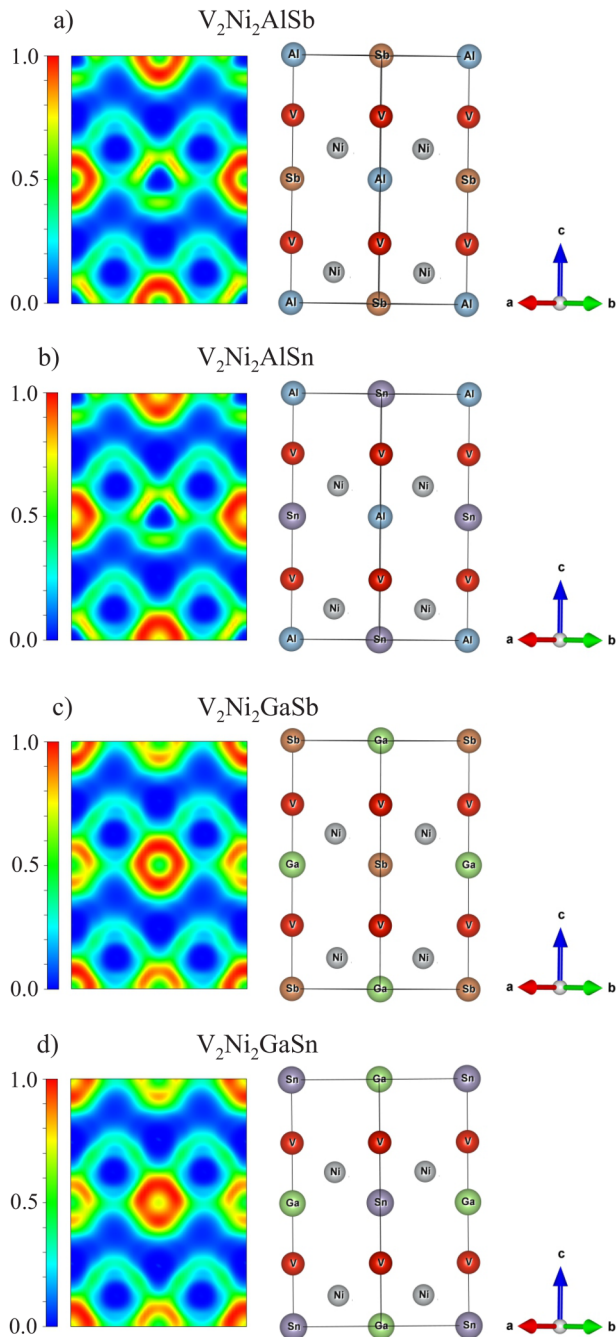 a) V₂Ni₂AlSb
1.0
0.5
0.0
Al Sb Al
V V V
Ni Ni
Sb Al Sb
V V V
Ni Ni
Al Sb Al
c
a b
b) V₂Ni₂AlSn
1.0
0.5
0.0
Al Sn Al
V V V
Ni Ni
Sn Al Sn
V V V
Ni Ni
Al Sn Al
c
a b
c) V₂Ni₂GaSb
1.0
0.5
0.0
Sb Ga Sb
V V V
Ni Ni
Ga Sb Ga
V V V
Ni Ni
Sb Ga Sb
c
a b
d) V₂Ni₂GaSn
1.0
0.5
0.0
Sn Ga Sn
V V V
Ni Ni
Ga Sn Ga
V V V
Ni Ni
Sn Ga Sn
c
a b